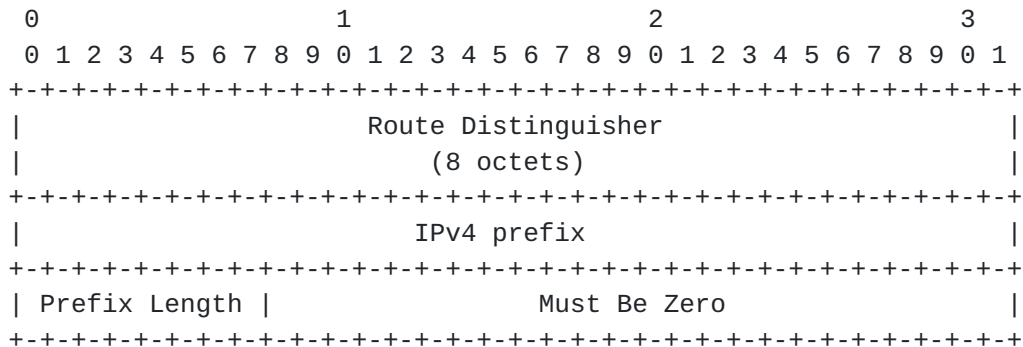 0                   1                   2                   3
 0 1 2 3 4 5 6 7 8 9 0 1 2 3 4 5 6 7 8 9 0 1 2 3 4 5 6 7 8 9 0 1
+-+-+-+-+-+-+-+-+-+-+-+-+-+-+-+-+-+-+-+-+-+-+-+-+-+-+-+-+-+-+-+-+
|                      Route Distinguisher                      |
|                          (8 octets)                           |
+-+-+-+-+-+-+-+-+-+-+-+-+-+-+-+-+-+-+-+-+-+-+-+-+-+-+-+-+-+-+-+-+
|                         IPv4 prefix                           |
+-+-+-+-+-+-+-+-+-+-+-+-+-+-+-+-+-+-+-+-+-+-+-+-+-+-+-+-+-+-+-+-+
| Prefix Length |                 Must Be Zero                  |
+-+-+-+-+-+-+-+-+-+-+-+-+-+-+-+-+-+-+-+-+-+-+-+-+-+-+-+-+-+-+-+-+